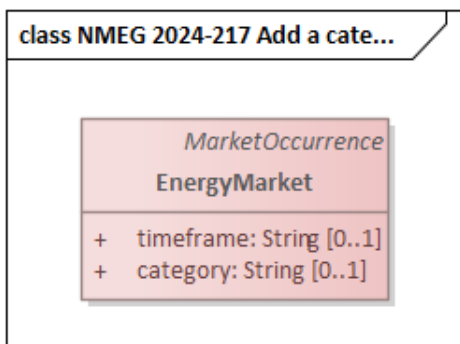 class NMEG 2024-217 Add a cate...
MarketOccurrence
EnergyMarket
+ timeframe: String [0..1]
+ category: String [0..1]